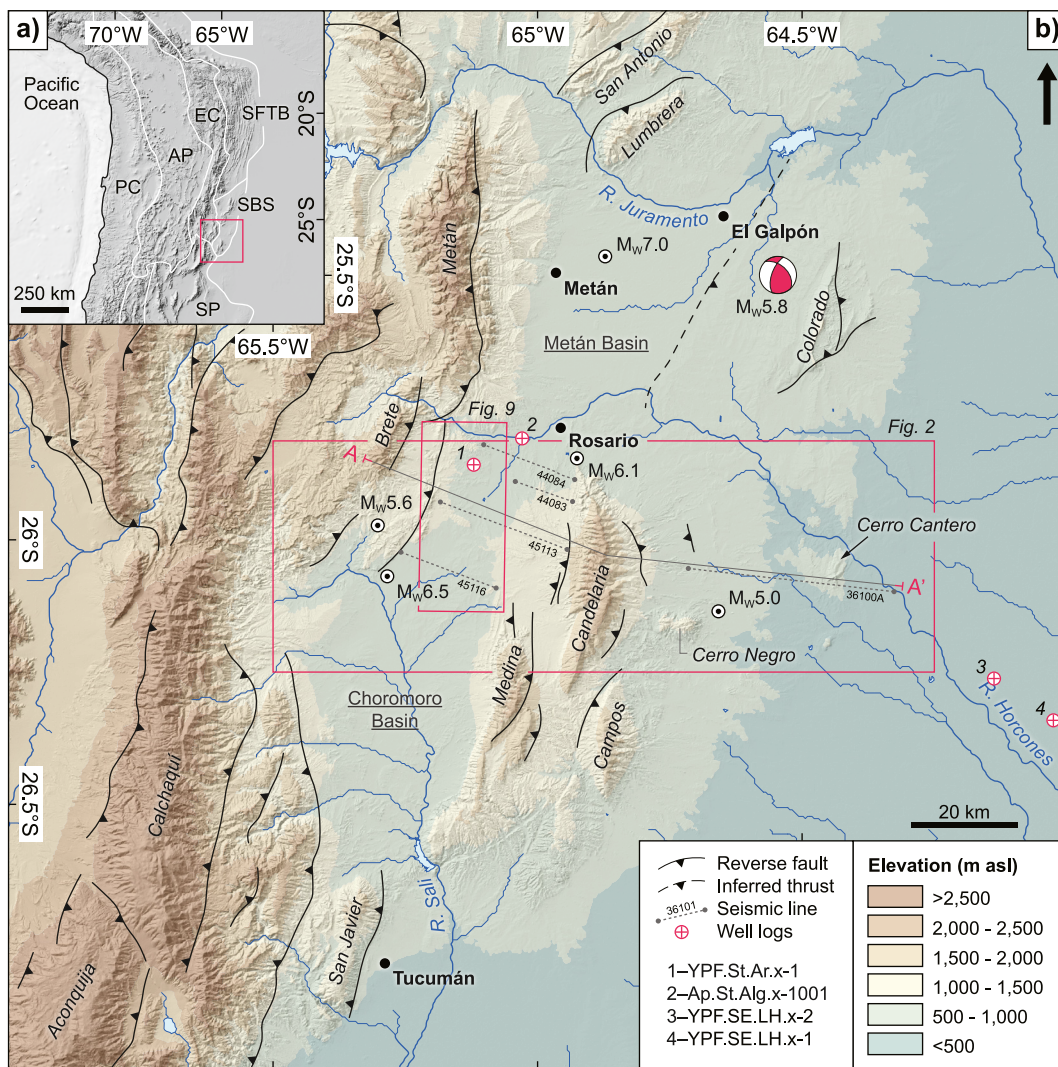 a)
70°W
65°W
Pacific
Ocean
EC
SFTB
20°S
AP
PC
SBS
25°S
250 km
SP
b)
65°W
64.5°W
San Antonio
Lumbrera
R. Juramento
El Galpón
Metán
MW7.0
Metán
MW5.8
25.5°S
Colorado
65.5°W
Metán Basin
Fig. 9
2
Rosario
Fig. 2
Brete
1
A
MW6.1
44084
44083
MW5.6
Cerro Cantero
26°S
45113
MW6.5
45116
A'
36100A
MW5.0
Candelaria
Cerro Negro
Medina
3
Choromoro
Basin
4
R. Horcones
Campos
Calchaquí
26.5°S
20 km
R. Salí
San Javier
Tucumán
Aconquija
Reverse fault
Inferred thrust
36101
Seismic line
Well logs
1–YPF.St.Ar.x-1
2–Ap.St.Alg.x-1001
3–YPF.SE.LH.x-2
4–YPF.SE.LH.x-1
Elevation (m asl)
>2,500
2,000 - 2,500
1,500 - 2,000
1,000 - 1,500
500 - 1,000
<500